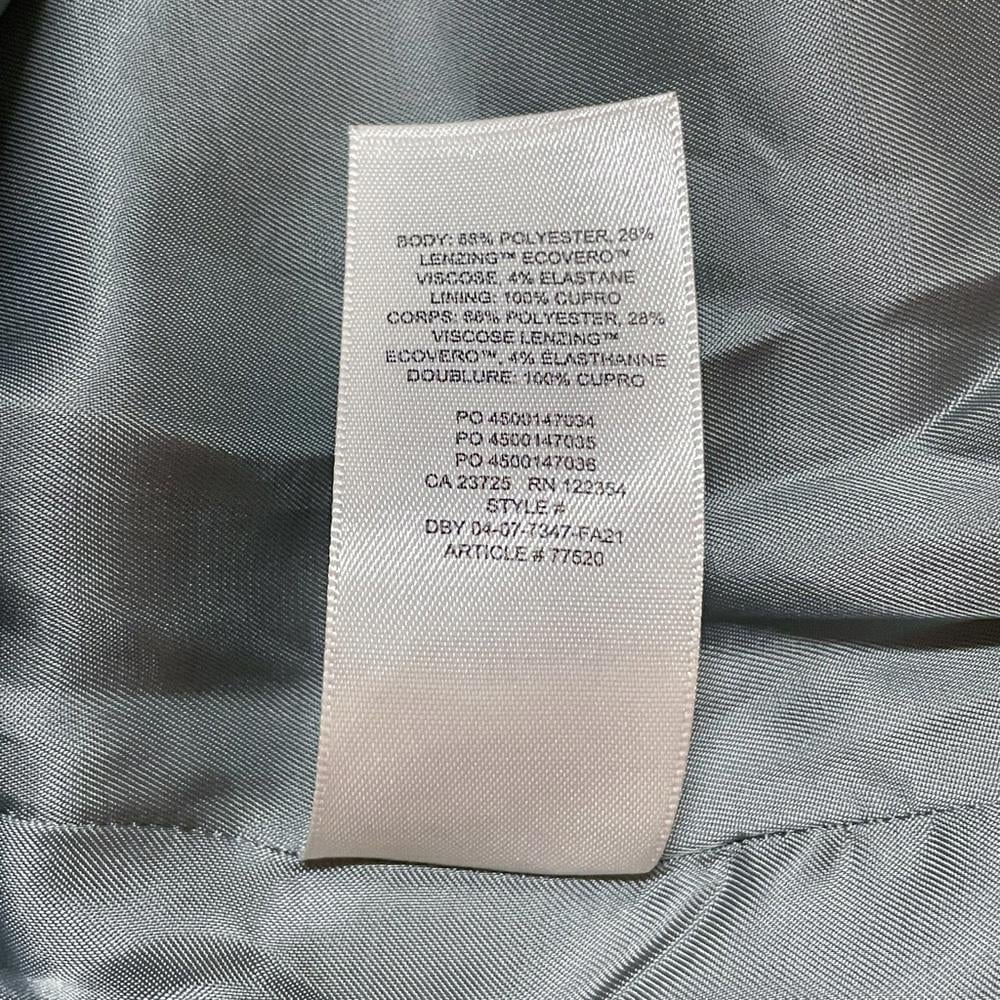 BODY: 68% POLYESTER, 28%
LENZING™ ECOVERO™
VISCOSE, 4% ELASTANE
LINING: 100% CUPRO
CORPS: 68% POLYESTER, 28%
VISCOSE LENZING™
ECOVERO™, 4% ÉLASTHANNE
DOUBLURE: 100% CUPRO
PO 4500147034
PO 4500147035
PO 4500147036
CA 23725 RN 122354
STYLE #
DBY 04-07-7347-FA21
ARTICLE # 77520